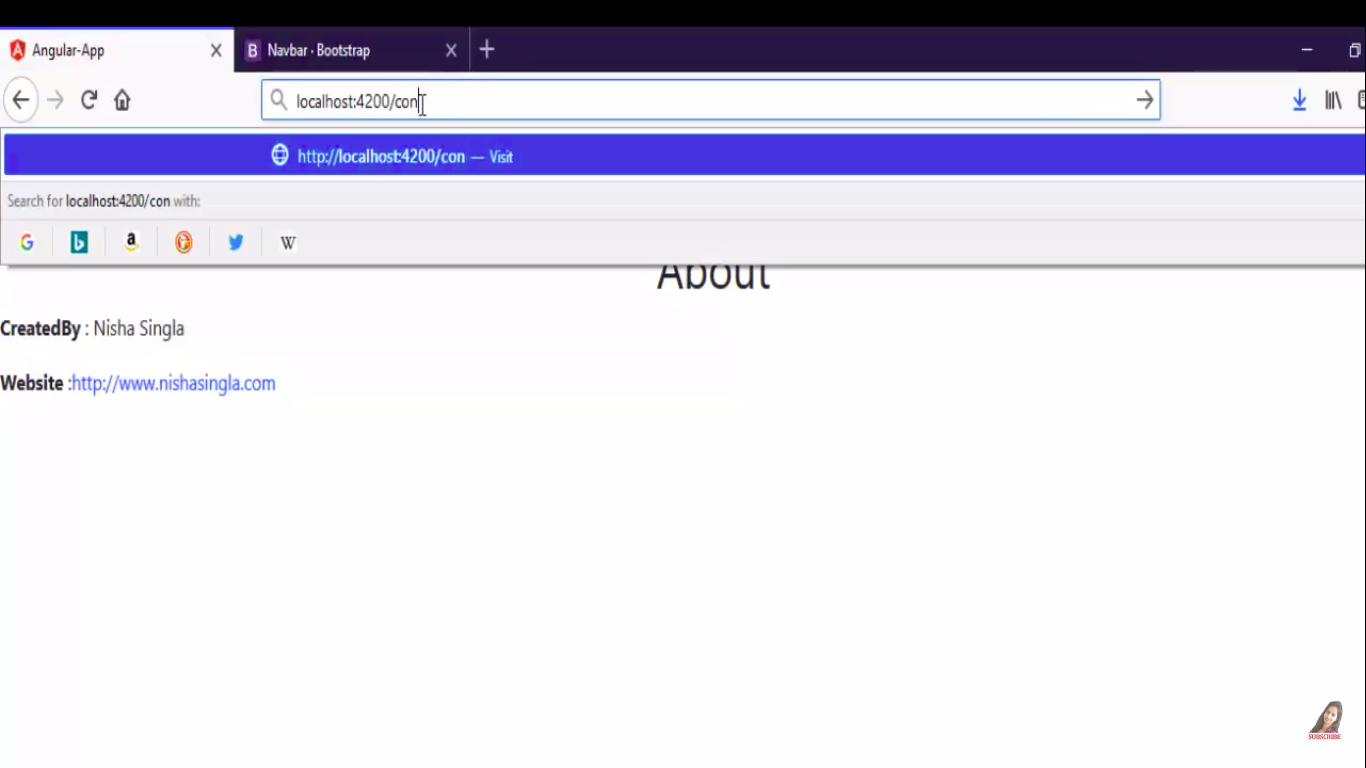 Angular-App
Navbar · Bootstrap
localhost:4200/con
http://localhost:4200/con — Visit
Search for localhost:4200/con with:
About
CreatedBy : Nisha Singla
Website :http://www.nishasingla.com
SUBSCRIBE